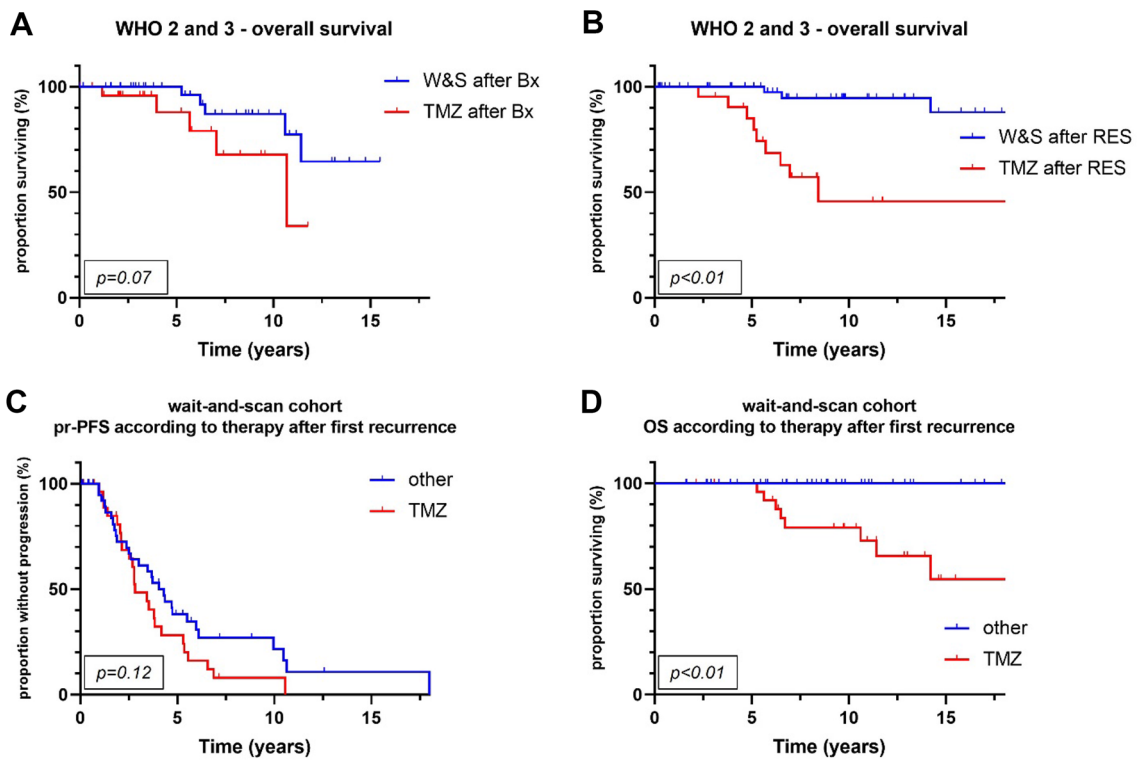 A
WHO 2 and 3 - overall survival
proportion surviving (%)
100
50
0
W&S after Bx
TMZ after Bx
p=0.07
0
5
10
15
Time (years)
B
WHO 2 and 3 - overall survival
proportion surviving (%)
100
50
0
W&S after RES
TMZ after RES
p<0.01
0
5
10
15
Time (years)
C
wait-and-scan cohort
pr-PFS according to therapy after first recurrence
proportion without progression (%)
100
50
0
other
TMZ
p=0.12
0
5
10
15
Time (years)
D
wait-and-scan cohort
OS according to therapy after first recurrence
proportion surviving (%)
100
50
0
other
TMZ
p<0.01
0
5
10
15
Time (years)